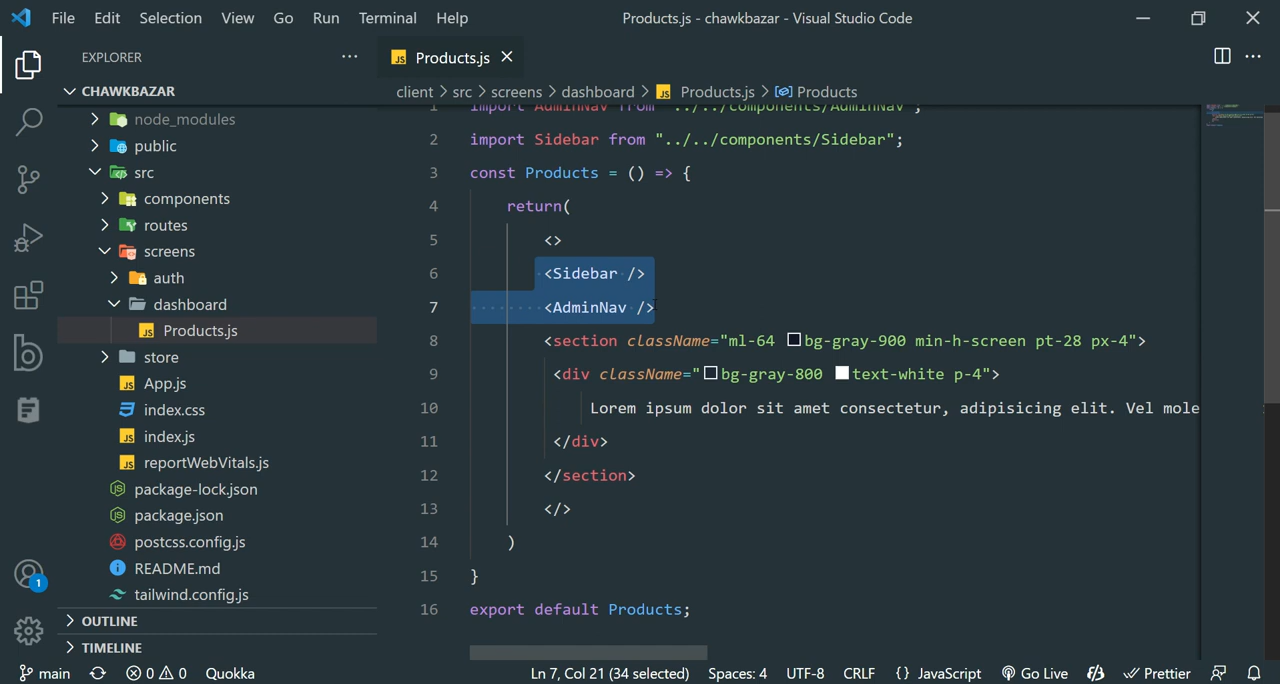 File Edit Selection View Go Run Terminal Help Products.js - chawkbazar - Visual Studio Code
EXPLORER
Products.js
CHAWKBAZAR
client > src > screens > dashboard > Products.js > Products
node_modules
public
src
components
routes
screens
auth
dashboard
Products.js
store
App.js
index.css
index.js
reportWebVitals.js
package-lock.json
package.json
postcss.config.js
README.md
tailwind.config.js
OUTLINE
TIMELINE
1 import AdminNav from "../../components/AdminNav";
2 import Sidebar from "../../components/Sidebar";
3 const Products = () => {
4 return(
5 <>
6 <Sidebar />
7 <AdminNav />
8 <section className="ml-64 bg-gray-900 min-h-screen pt-28 px-4">
9 <div className="bg-gray-800 text-white p-4">
10 Lorem ipsum dolor sit amet consectetur, adipisicing elit. Vel mole
11 </div>
12 </section>
13 </>
14 )
15 }
16 export default Products;
1
main 0 0 Quokka Ln 7, Col 21 (34 selected) Spaces: 4 UTF-8 CRLF {} JavaScript Go Live Prettier